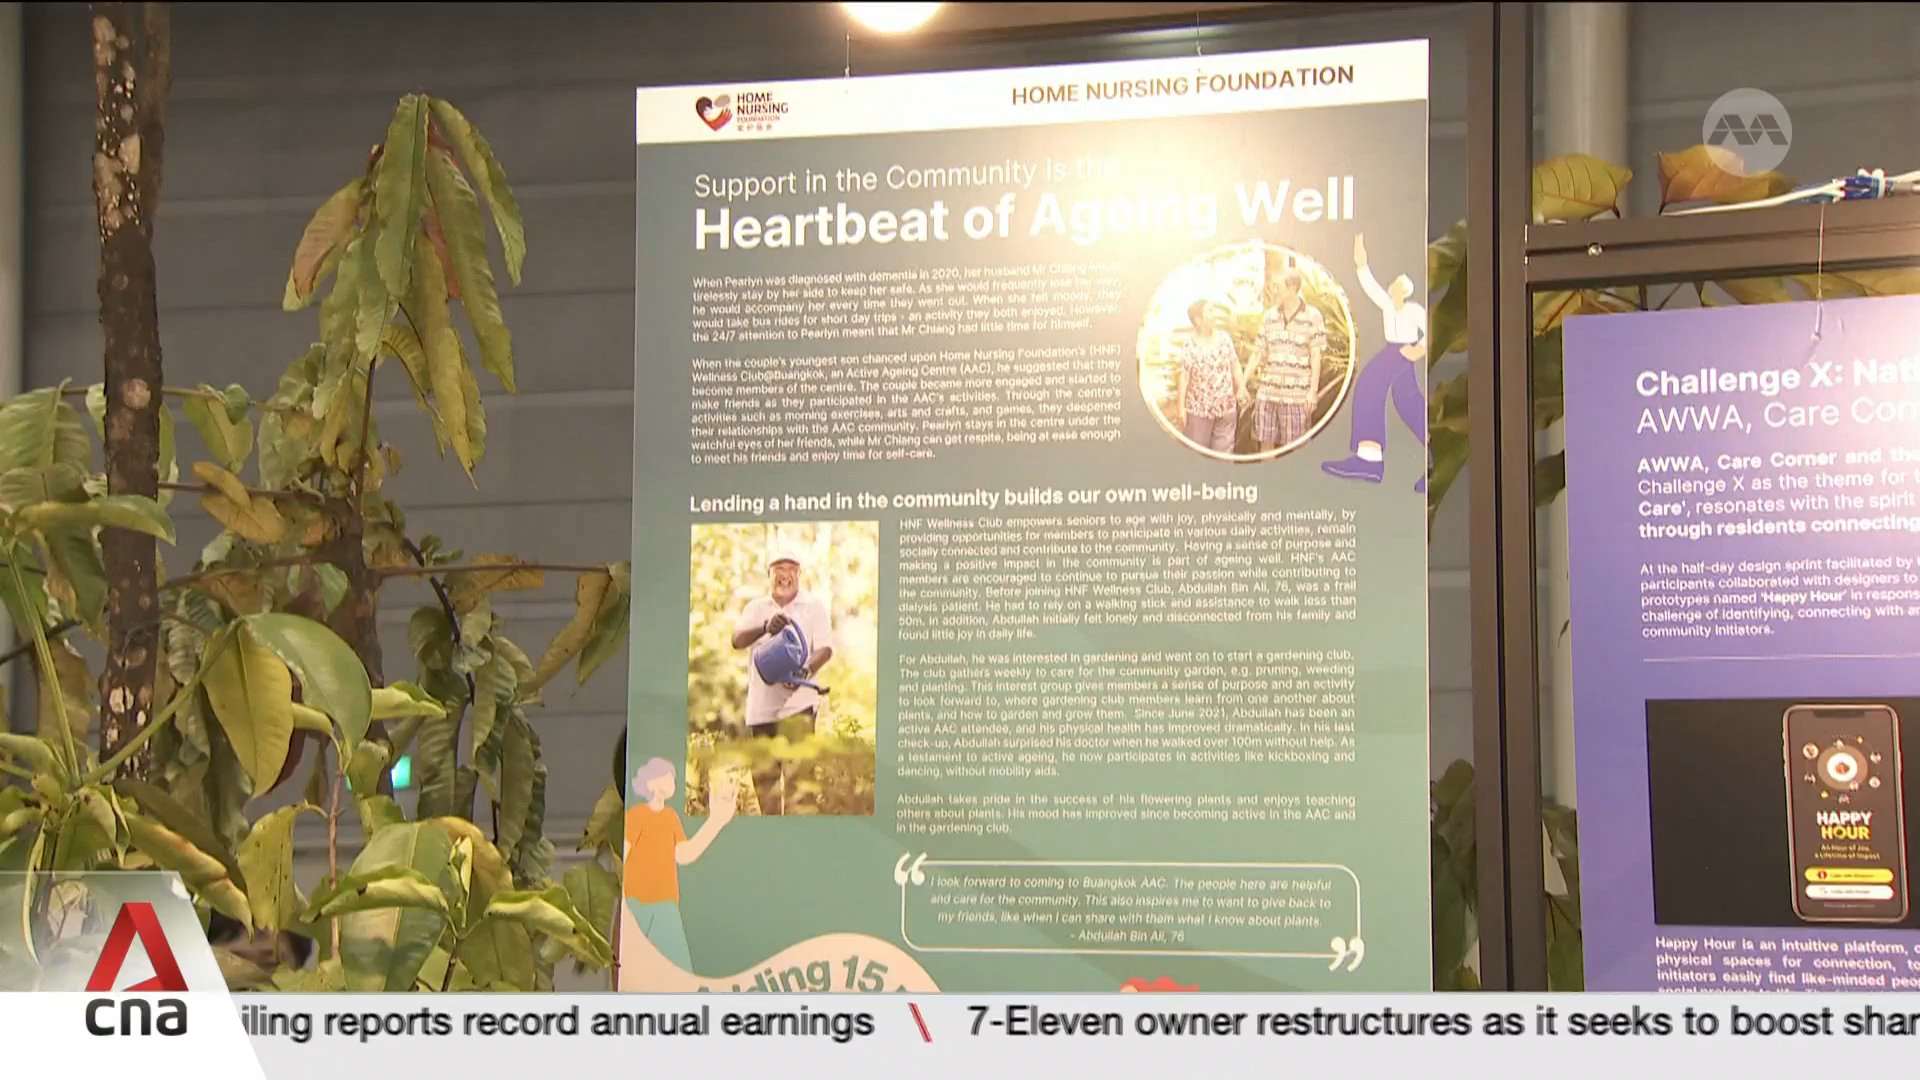 HOME
NURSING
FOUNDATION
HOME NURSING FOUNDATION
Support in the Community is the
Heartbeat of Ageing Well
When Pearlyn was diagnosed with dementia in 2020, her husband Mr Chiang would
tirelessly stay by her side to keep her safe. As she would frequently lose her way,
he would accompany her every time they went out. When she felt moody, they
would take bus rides for short day trips - an activity they both enjoyed. However,
the 24/7 attention to Pearlyn meant that Mr Chiang had little time for himself.
When the couple's youngest son chanced upon Home Nursing Foundation's (HNF)
Wellness Club@Buangkok, an Active Ageing Centre (AAC), he suggested that they
become members of the centre. The couple became more engaged and started to
make friends as they participated in the AAC's activities. Through the centre's
activities such as morning exercises, arts and crafts, and games, they deepened
their relationships with the AAC community. Pearlyn stays in the centre under the
watchful eyes of her friends, while Mr Chiang can get respite, being at ease enough
to meet his friends and enjoy time for self-care.
Lending a hand in the community builds our own well-being
HNF Wellness Club empowers seniors to age with joy, physically and mentally, by
providing opportunities for members to participate in various daily activities, remain
socially connected and contribute to the community. Having a sense of purpose and
making a positive impact in the community is part of ageing well. HNF's AAC
members are encouraged to continue to pursue their passion while contributing to
the community. Before joining HNF Wellness Club, Abdullah Bin Ali, 76, was a frail
dialysis patient. He had to rely on a walking stick and assistance to walk less than
50m. In addition, Abdullah initially felt lonely and disconnected from his family and
found little joy in daily life.
For Abdullah, he was interested in gardening and went on to start a gardening club.
The club gathers weekly to care for the community garden, e.g. pruning, weeding
and planting. This interest group gives members a sense of purpose and an activity
to look forward to, where gardening club members learn from one another about
plants, and how to garden and grow them. Since June 2021, Abdullah has been an
active AAC attendee, and his physical health has improved dramatically. In his last
check-up, Abdullah surprised his doctor when he walked over 100m without help. As
a testament to active ageing, he now participates in activities like kickboxing and
dancing, without mobility aids.
Abdullah takes pride in the success of his flowering plants and enjoys teaching
others about plants. His mood has improved since becoming active in the AAC and
in the gardening club.
“I look forward to coming to Buangkok AAC. The people here are helpful
and care for the community. This also inspires me to want to give back to
my friends, like when I can share with them what I know about plants.
- Abdullah Bin Ali, 76”
ding 15
Challenge X: Nat
AWWA, Care Corn
AWWA, Care Corner and the
Challenge X as the theme for t
Care', resonates with the spirit
through residents connecting
At the half-day design sprint facilitated by
participants collaborated with designers to
prototypes named 'Happy Hour' in respons
challenge of identifying, connecting with an
community initiators.
HAPPY
HOUR
An Hour of Joy,
a Lifetime of Impact
Happy Hour is an intuitive platform,
physical spaces for connection, to
initiators easily find like-minded peop
cna
iling reports record annual earnings \ 7-Eleven owner restructures as it seeks to boost shar